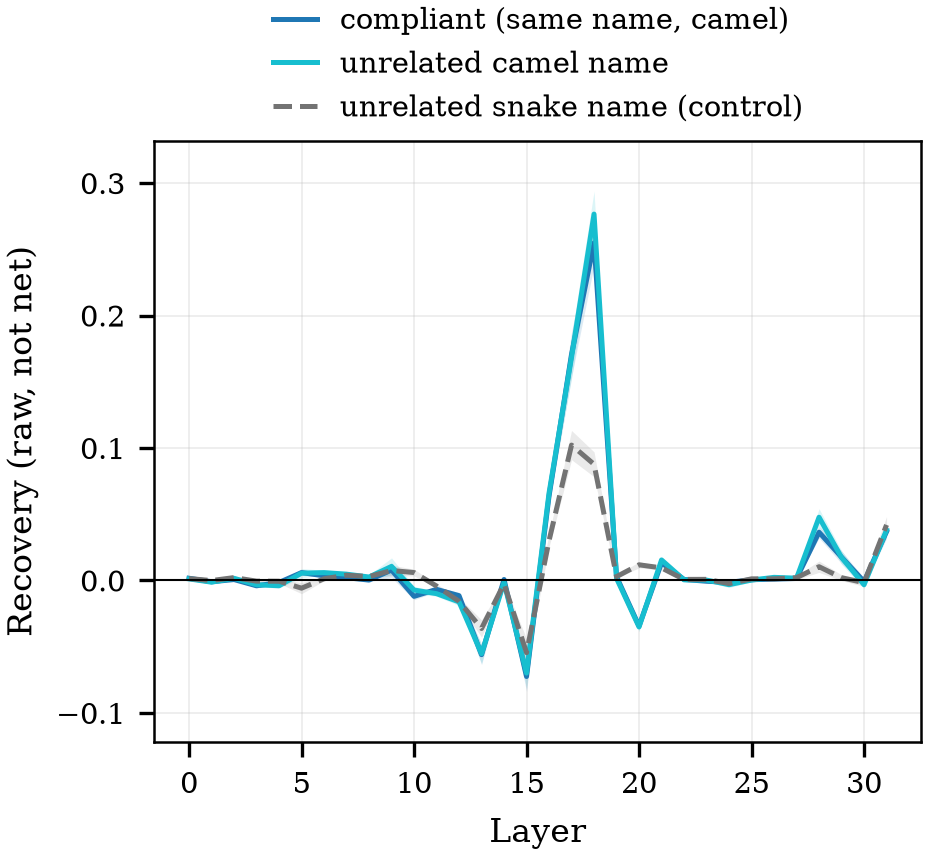 compliant (same name, camel)
unrelated camel name
unrelated snake name (control)
Recovery (raw, not net)
0.3
0.2
0.1
0.0
−0.1
0 5 10 15 20 25 30
Layer